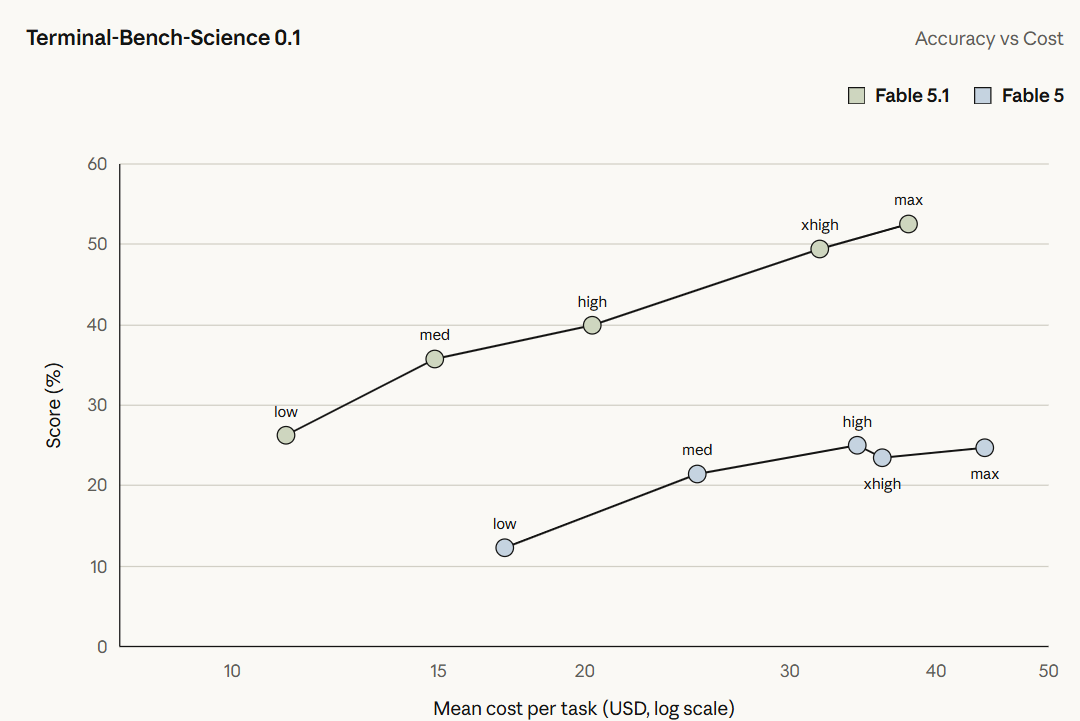 Terminal-Bench-Science 0.1
Accuracy vs Cost
Fable 5.1
Fable 5
60
50
40
30
20
10
0
Score (%)
low
med
high
xhigh
max
low
med
high
xhigh
max
10
15
20
30
40
50
Mean cost per task (USD, log scale)